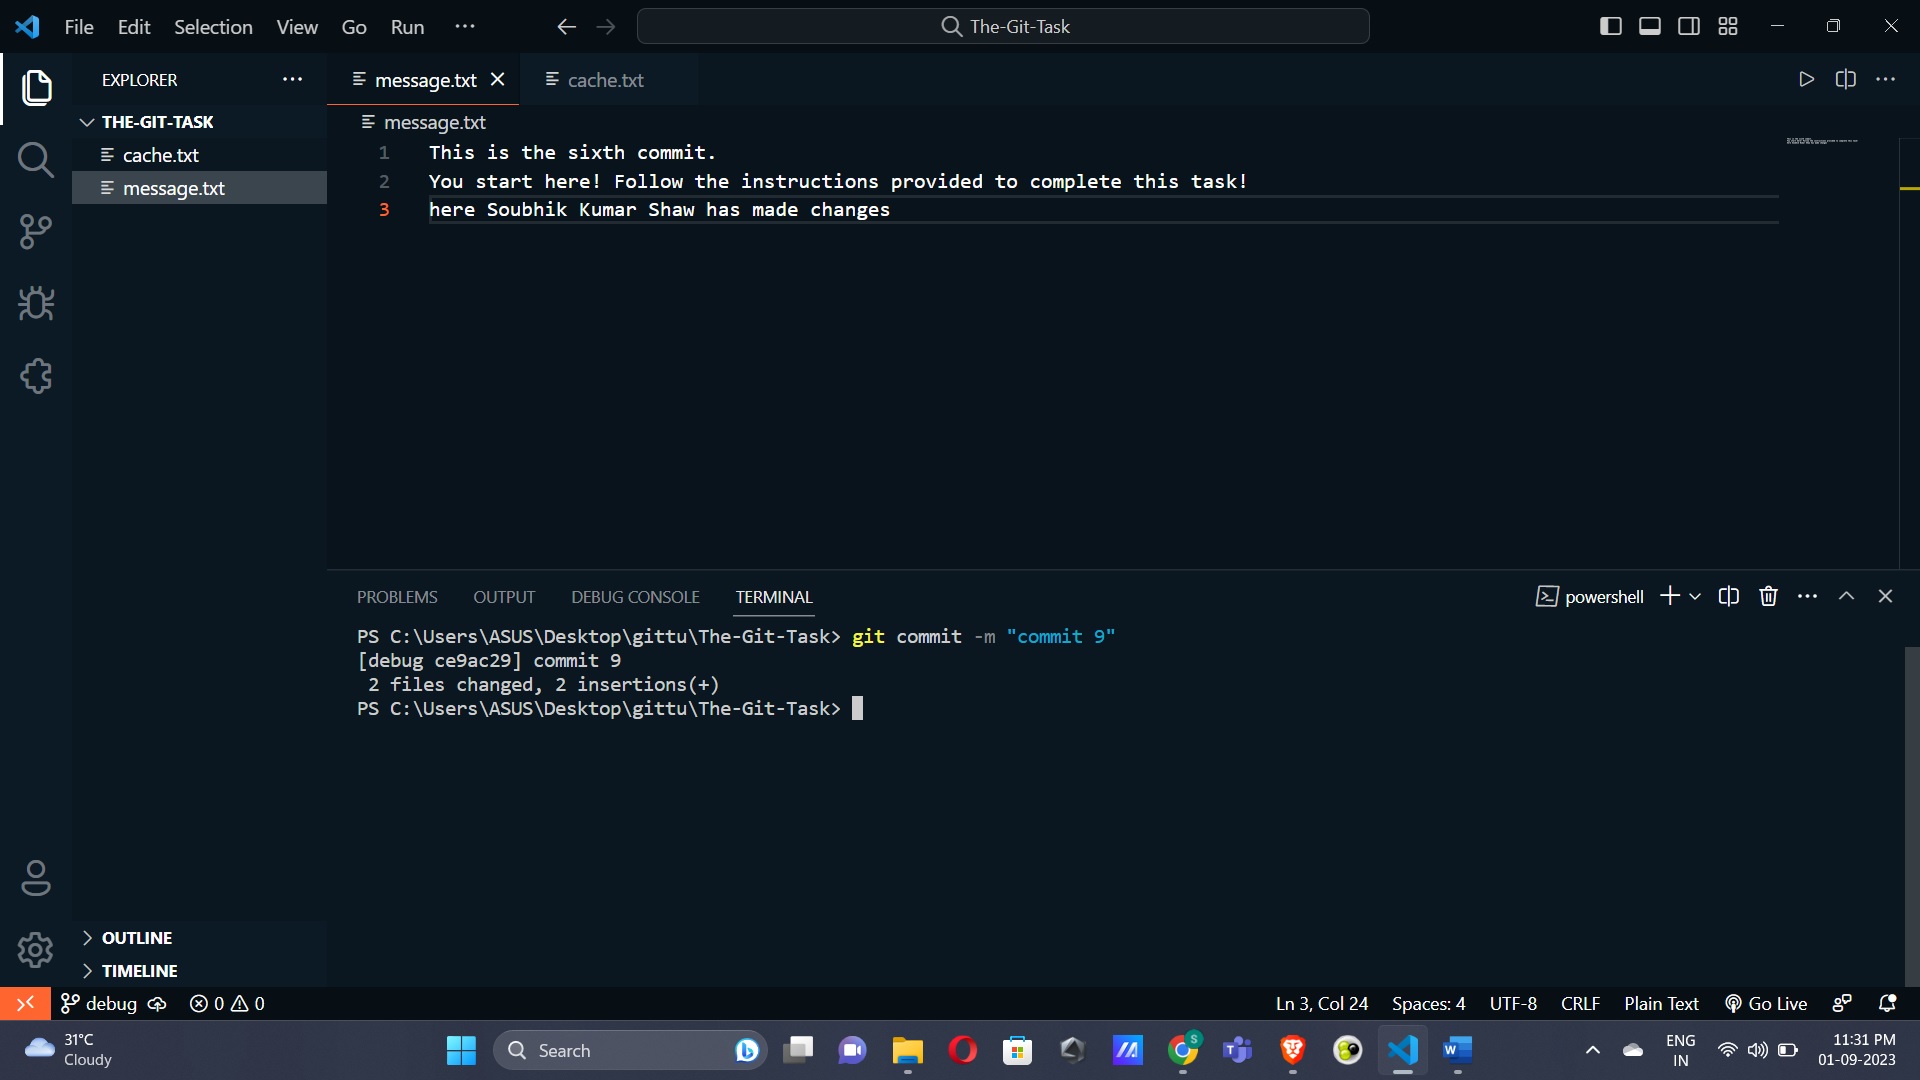 File Edit Selection View Go Run ··· The-Git-Task
EXPLORER ···
message.txt
cache.txt
THE-GIT-TASK
cache.txt
message.txt
message.txt
1 This is the sixth commit.
2 You start here! Follow the instructions provided to complete this task!
3 here Soubhik Kumar Shaw has made changes
PROBLEMS OUTPUT DEBUG CONSOLE TERMINAL
powershell
PS C:\Users\ASUS\Desktop\gittu\The-Git-Task> git commit -m "commit 9"
[debug ce9ac29] commit 9
2 files changed, 2 insertions(+)
PS C:\Users\ASUS\Desktop\gittu\The-Git-Task>
OUTLINE
TIMELINE
debug 0 0 Ln 3, Col 24 Spaces: 4 UTF-8 CRLF Plain Text Go Live
31°C
Cloudy
Search
ENG
IN
11:31 PM
01-09-2023